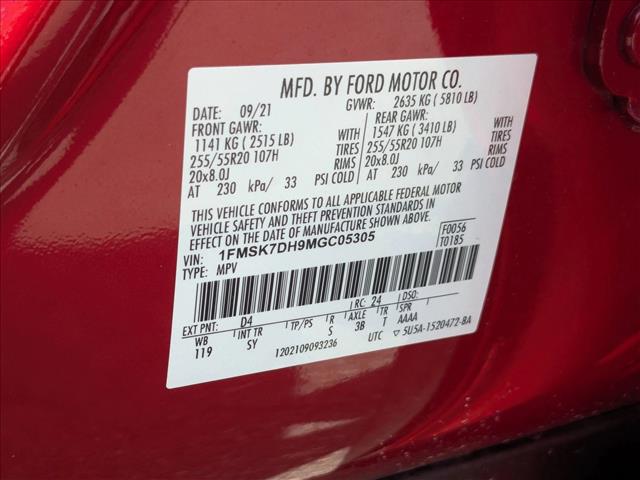 MFD. BY FORD MOTOR CO.
DATE: 09/21 GVWR: 2635 KG ( 5810 LB)
FRONT GAWR: REAR GAWR:
1141 KG ( 2515 LB) WITH 1547 KG ( 3410 LB) WITH
255/55R20 107H TIRES 255/55R20 107H TIRES
20x8.0J RIMS 20x8.0J RIMS
AT 230 kPa/ 33 PSI COLD AT 230 kPa/ 33 PSI COLD
THIS VEHICLE CONFORMS TO ALL APPLICABLE FEDERAL MOTOR
VEHICLE SAFETY AND THEFT PREVENTION STANDARDS IN
EFFECT ON THE DATE OF MANUFACTURE SHOWN ABOVE.
VIN: 1FMSK7DH9MGC05305 F0056
TYPE: MPV T0185
EXT PNT: D4 RC: 24 DSO:
WB INT TR TP/PS R AXLE TR SPR
119 SY S 3B T AAAA
1202109093236 UTC ▽ 5U5A-1520472-BA